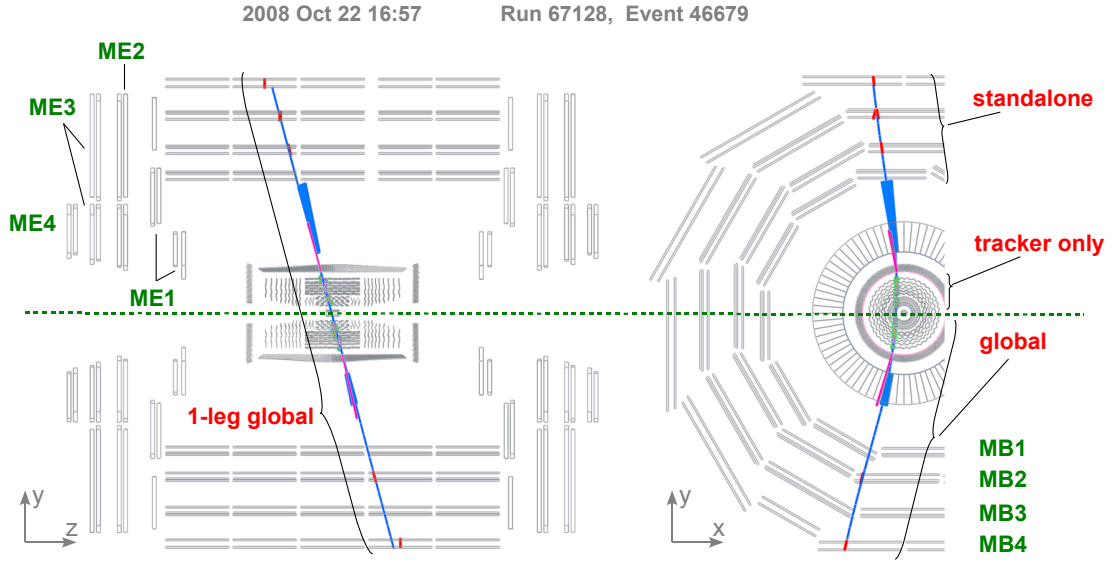 2008 Oct 22 16:57 Run 67128, Event 46679
ME2
ME3
ME4
ME1
1-leg global
y
z
standalone
tracker only
global
MB1
MB2
MB3
MB4
y
x